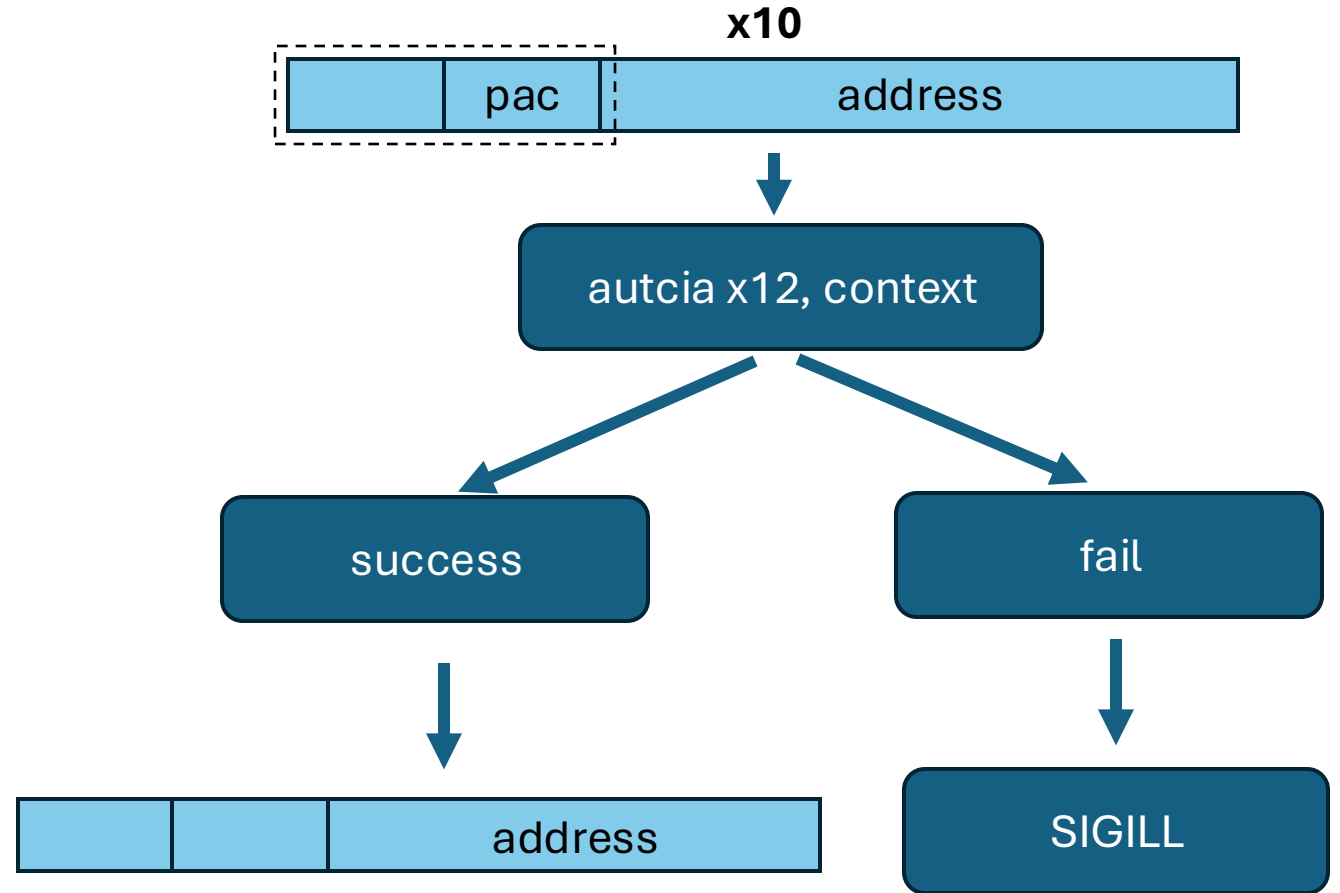 x10
pac
address
autcia x12, context
success
fail
address
SIGILL